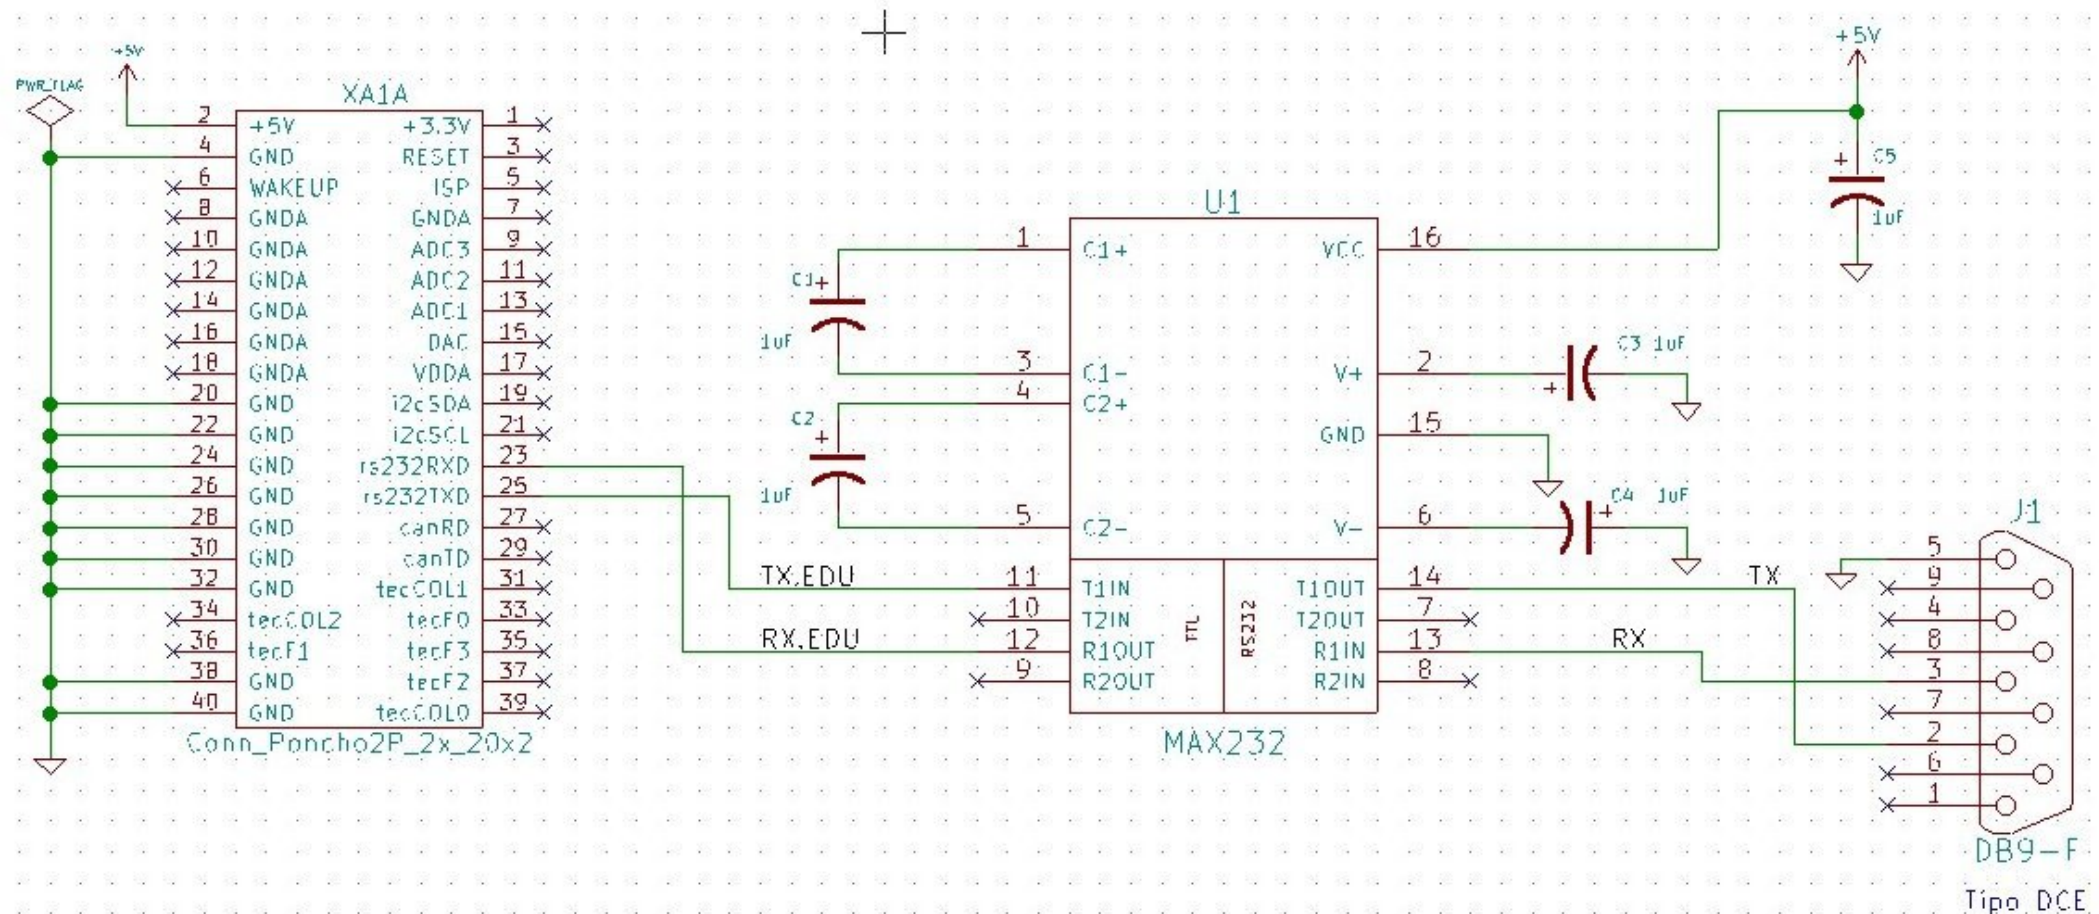 +5V
PWR_FLAG
XA1A
2 +5V +3.3V 1
4 GND RESET 3
6 WAKEUP ISP 5
8 GNDA GNDA 7
10 GNDA ADC3 9
12 GNDA ADC2 11
14 GNDA ADC1 13
16 GNDA DAC 15
18 GNDA VDDA 17
20 GND i2cSDA 19
22 GND i2cSCL 21
24 GND rs232RXD 23
26 GND rs232TXD 25
28 GND canRD 27
30 GND canTD 29
32 GND tecCOL1 31
34 tecCOL2 tecF0 33
36 tecF1 tecF3 35
38 GND tecF2 37
40 GND tecCOL0 39
Conn_Poncho2P_2x_20x2
TX.EDU
RX.EDU
C1 +
1uF
C2 +
1uF
U1
1 C1+ VCC 16
3 C1- V+ 2
4 C2+
GND 15
5 C2- V- 6
11 T1IN T1OUT 14
10 T2IN T2OUT 7
12 R1OUT R1IN 13
9 R2OUT R2IN 8
TTL
RS232
MAX232
+5V
+ C5
1uF
C3 1uF
+
C4 1uF
+
TX
RX
J1
5
9
4
8
3
7
2
6
1
DB9-F
Tipo DCE